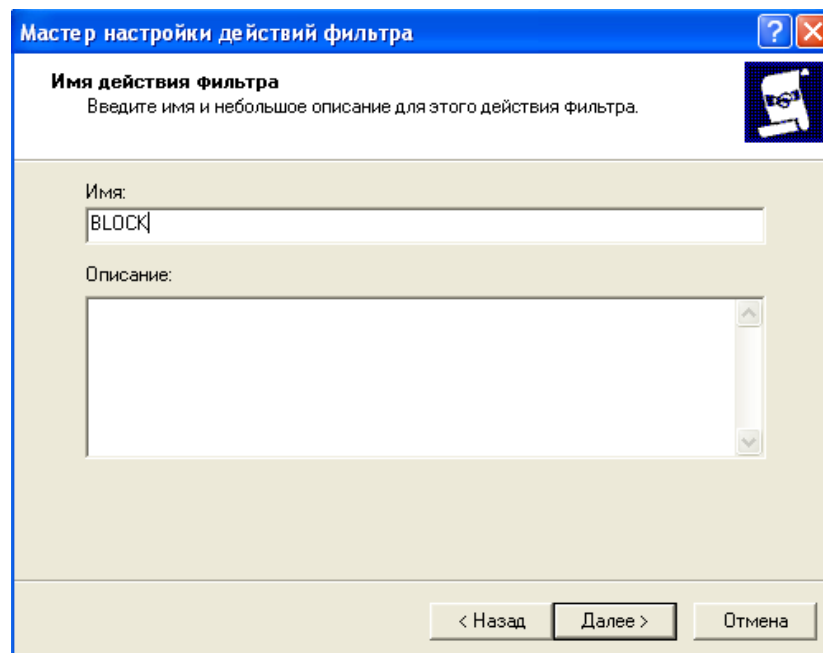 Мастер настройки действий фильтра
Имя действия фильтра
Введите имя и небольшое описание для этого действия фильтра.
Имя:
BLOCK
Описание:
< Назад
Далее >
Отмена